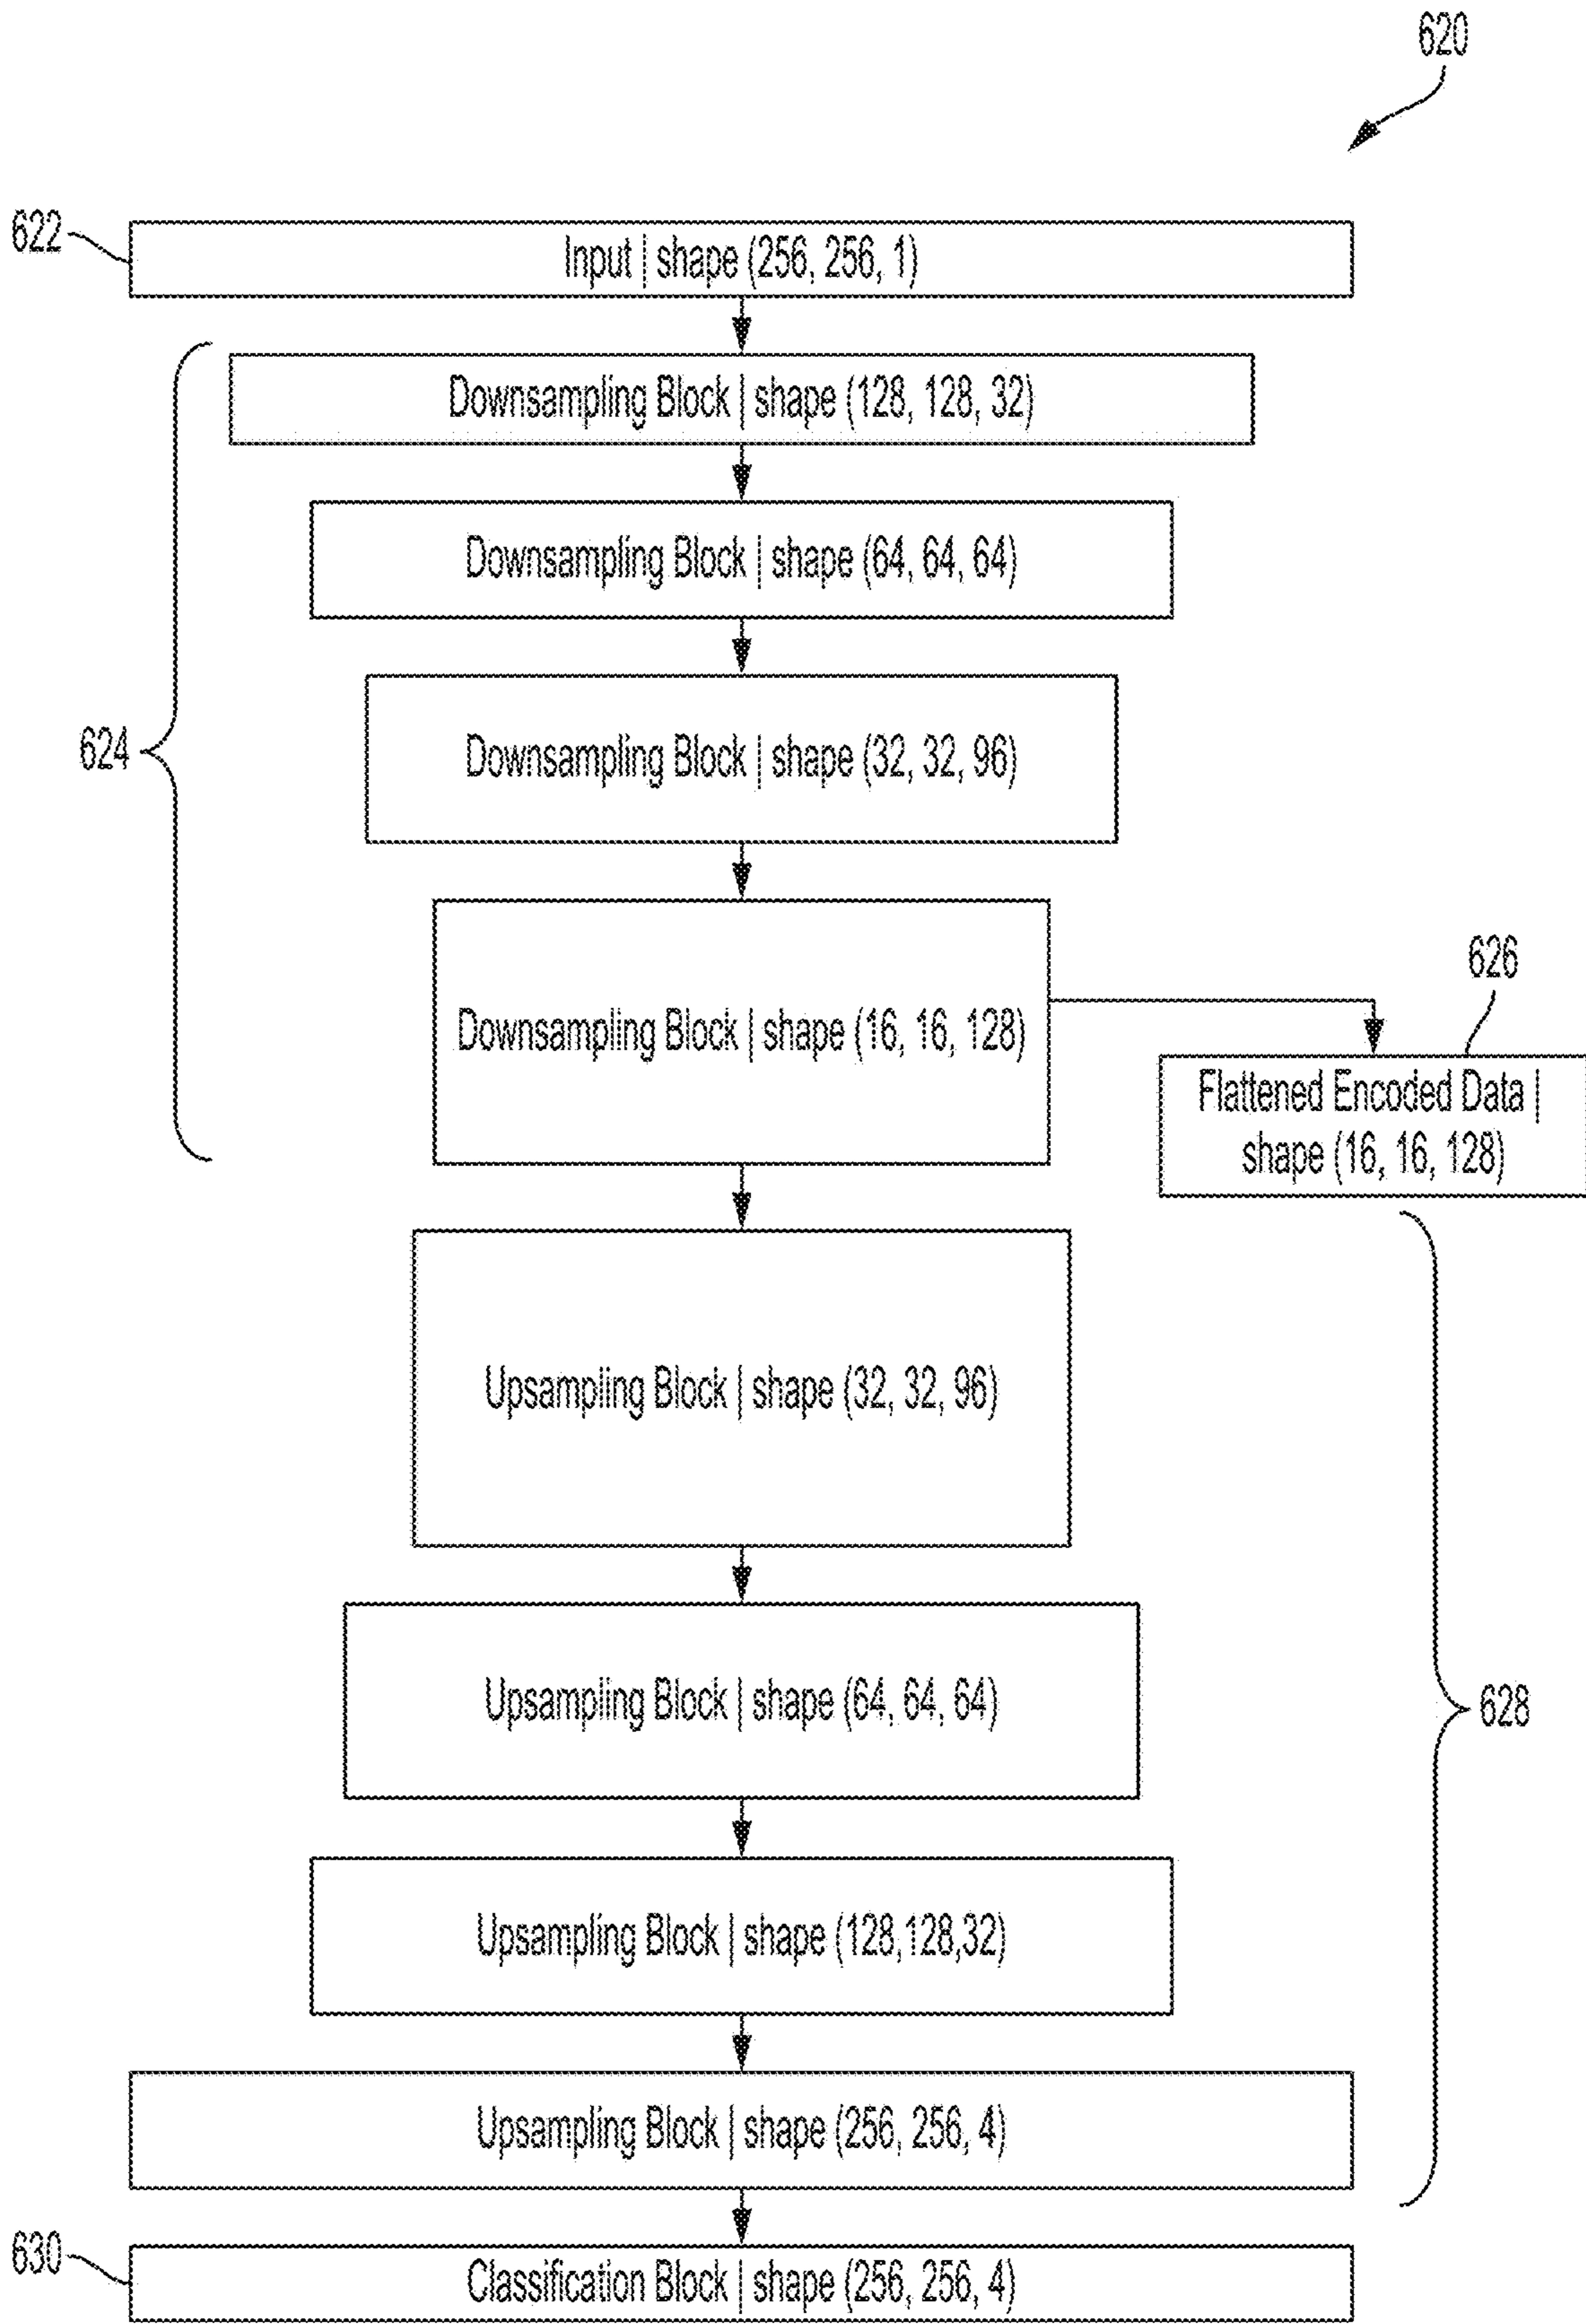 620
622
Input | shape (256, 256, 1)
Downsampling Block | shape (128, 128, 32)
Downsampling Block | shape (64, 64, 64)
624
Downsampling Block | shape (32, 32, 96)
Downsampling Block | shape (16, 16, 128)
626
Flattened Encoded Data |
shape (16, 16, 128)
Upsampling Block | shape (32, 32, 96)
Upsampling Block | shape (64, 64, 64)
628
Upsampling Block | shape (128,128,32)
Upsampling Block | shape (256, 256, 4)
630
Classification Block | shape (256, 256, 4)